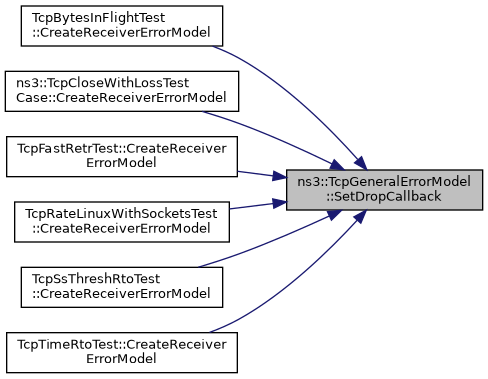 TcpBytesInFlightTest
::CreateReceiverErrorModel
ns3::TcpCloseWithLossTest
Case::CreateReceiverErrorModel
TcpFastRetrTest::CreateReceiver
ErrorModel
ns3::TcpGeneralErrorModel
::SetDropCallback
TcpRateLinuxWithSocketsTest
::CreateReceiverErrorModel
TcpSsThreshRtoTest
::CreateReceiverErrorModel
TcpTimeRtoTest::CreateReceiver
ErrorModel